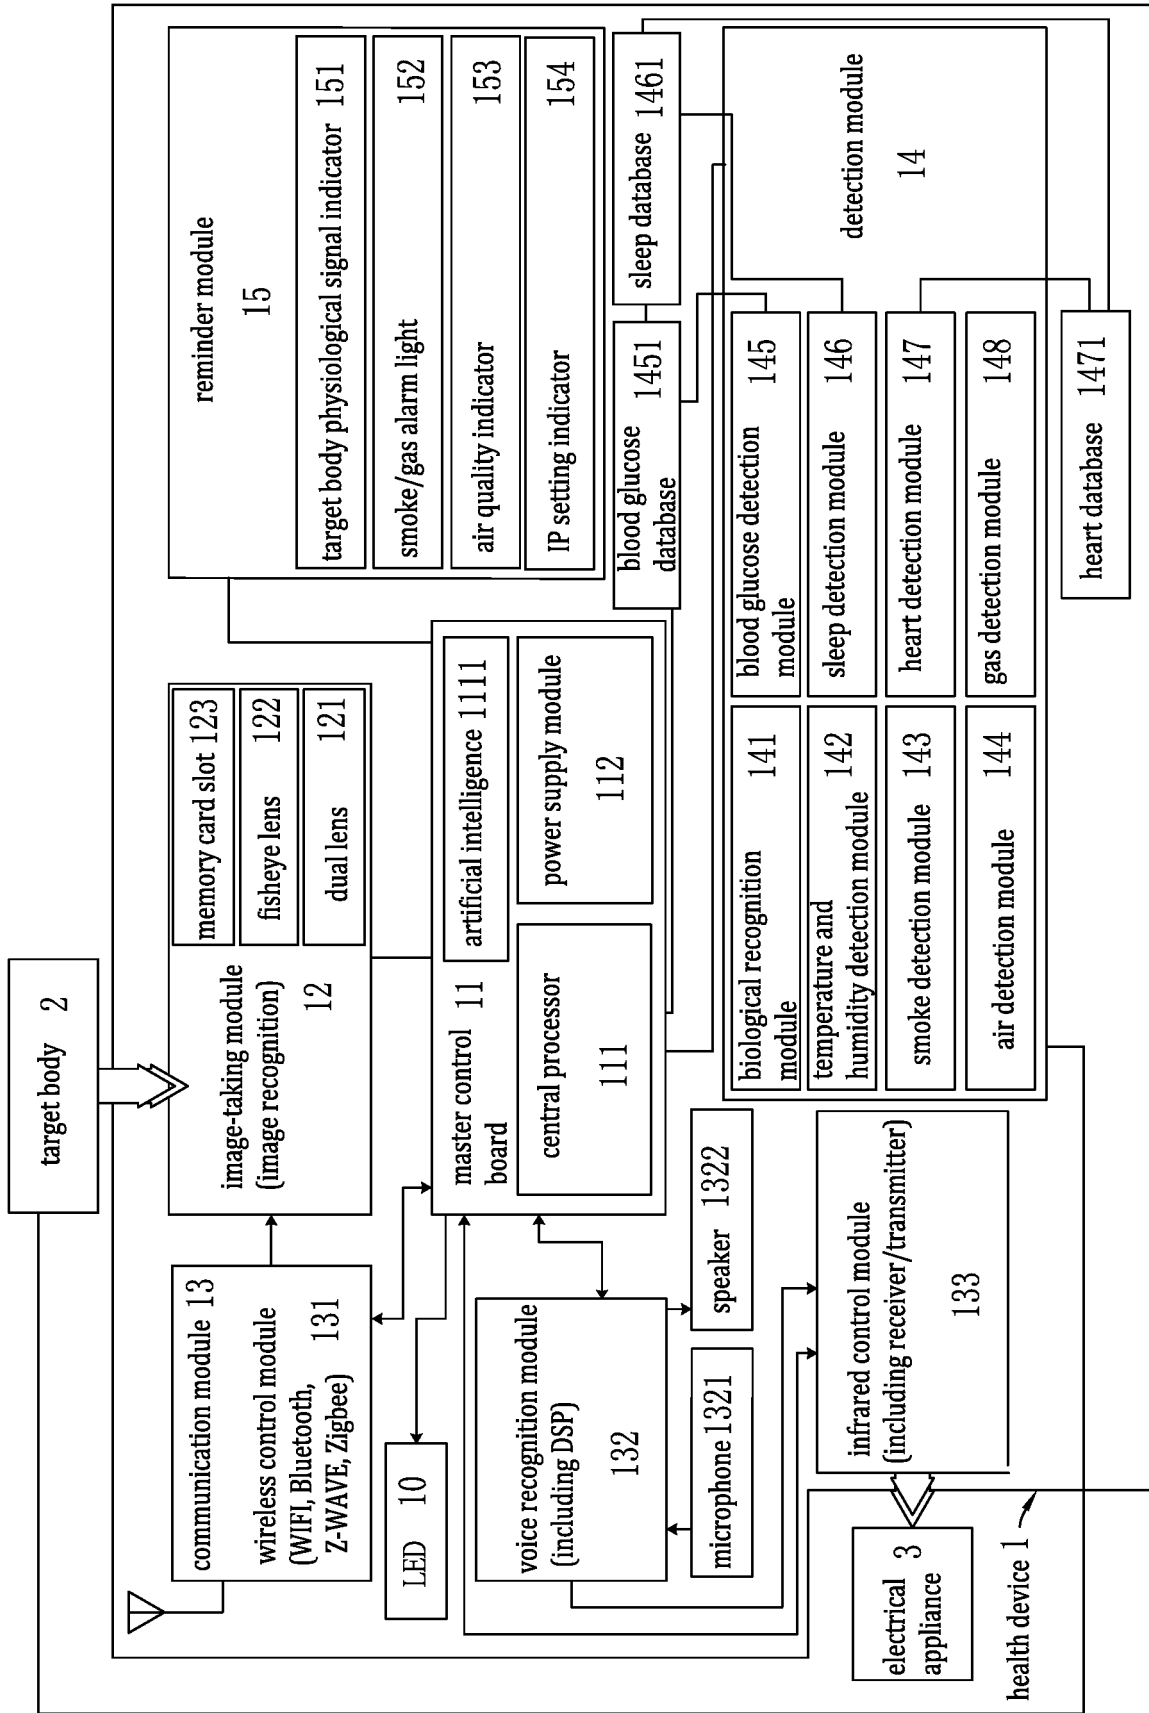 target body 2
communication module 13
wireless control module
(WIFI, Bluetooth, 131
Z-WAVE, Zigbee)
image-taking module
(image recognition)
12
memory card slot 123
fisheye lens 122
dual lens 121
reminder module
15
target body physiological signal indicator 151
smoke/gas alarm light 152
air quality indicator 153
IP setting indicator 154
LED 10
master control 11
board
artificial intelligence 1111
central processor
111
power supply module
112
voice recognition module
(including DSP)
132
microphone 1321
speaker 1322
blood glucose 1451
database
sleep database 1461
biological recognition
module 141
temperature and 142
humidity detection module
smoke detection module 143
air detection module 144
blood glucose detection
module 145
sleep detection module 146
heart detection module 147
gas detection module 148
detection module
14
infrared control module
(including receiver/transmitter)
133
electrical 3
appliance
health device 1
heart database 1471